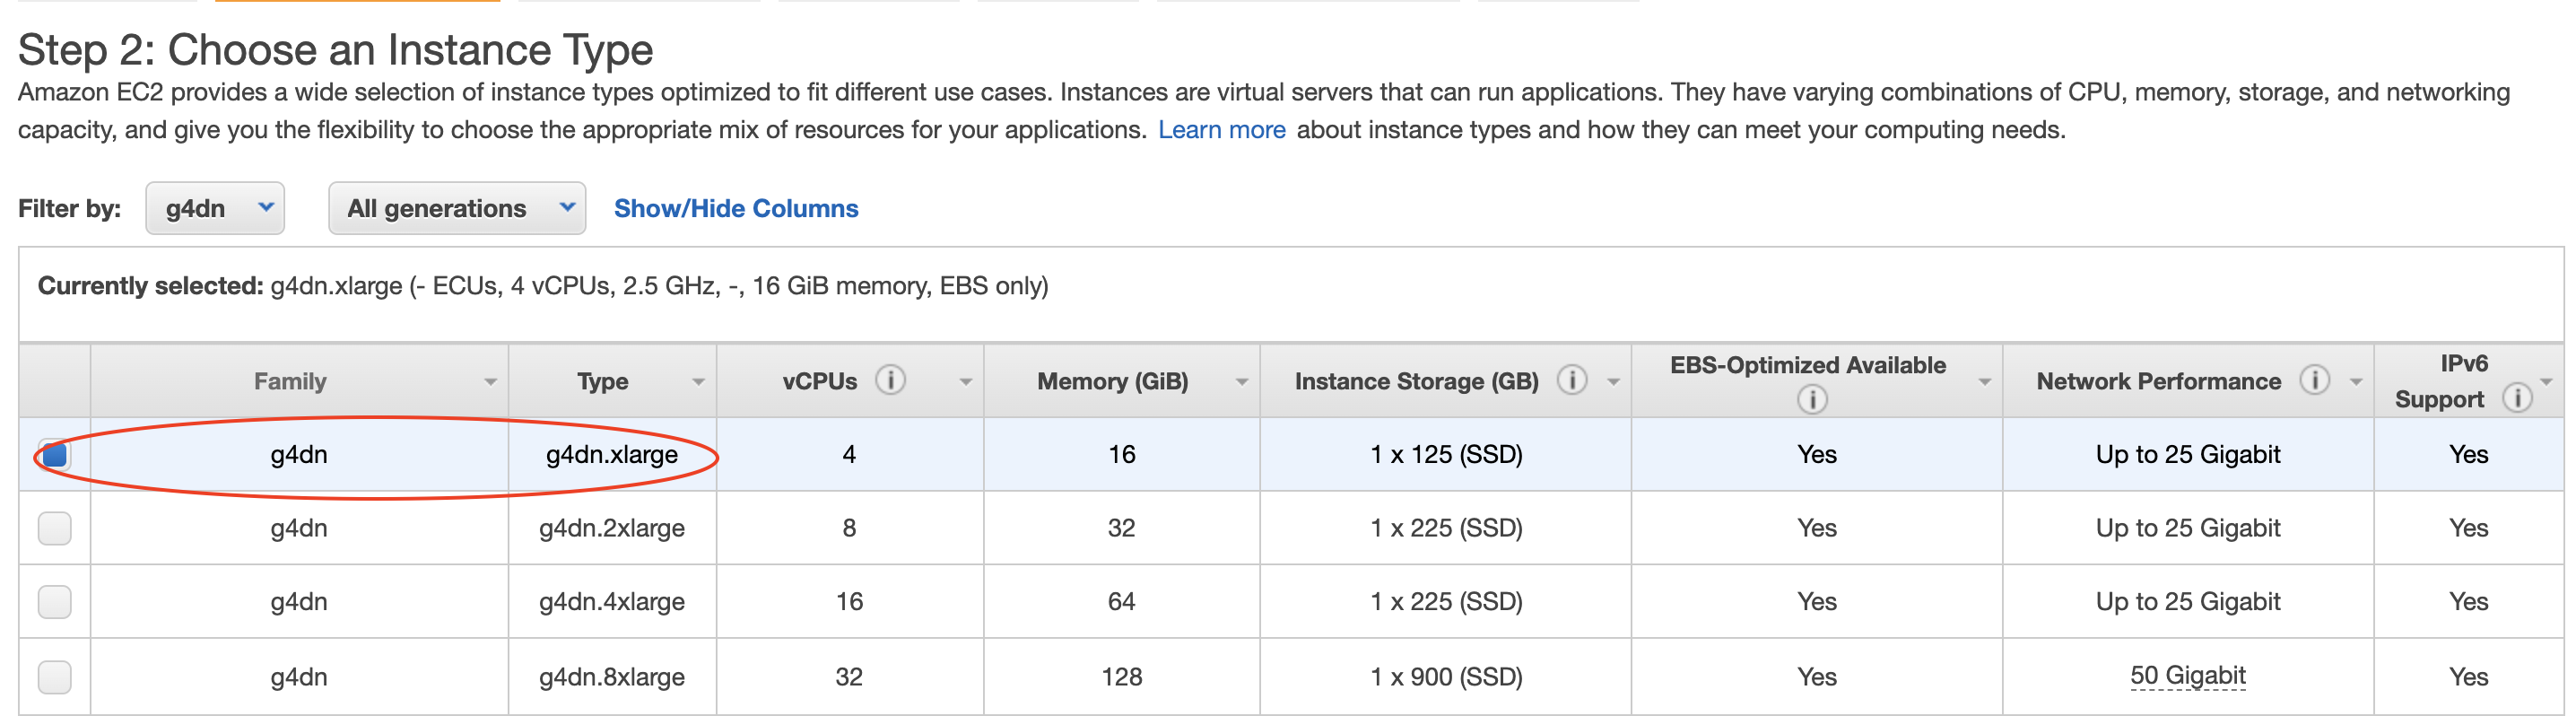 Step 2: Choose an Instance Type
Amazon EC2 provides a wide selection of instance types optimized to fit different use cases. Instances are virtual servers that can run applications. They have varying combinations of CPU, memory, storage, and networking
capacity, and give you the flexibility to choose the appropriate mix of resources for your applications. Learn more about instance types and how they can meet your computing needs.
Filter by: g4dn All generations Show/Hide Columns
Currently selected: g4dn.xlarge (- ECUs, 4 vCPUs, 2.5 GHz, -, 16 GiB memory, EBS only)
Family Type vCPUs Memory (GiB) Instance Storage (GB) EBS-Optimized Available Network Performance IPv6 Support
g4dn g4dn.xlarge 4 16 1 x 125 (SSD) Yes Up to 25 Gigabit Yes
g4dn g4dn.2xlarge 8 32 1 x 225 (SSD) Yes Up to 25 Gigabit Yes
g4dn g4dn.4xlarge 16 64 1 x 225 (SSD) Yes Up to 25 Gigabit Yes
g4dn g4dn.8xlarge 32 128 1 x 900 (SSD) Yes 50 Gigabit Yes